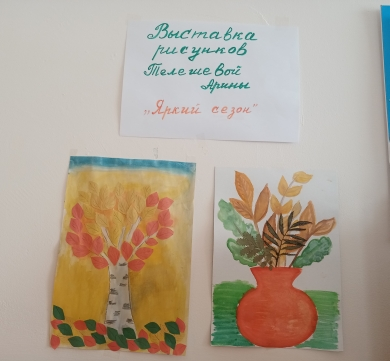 Выставка
рисунков
Телешевой
Арины
„Яркий сезон"